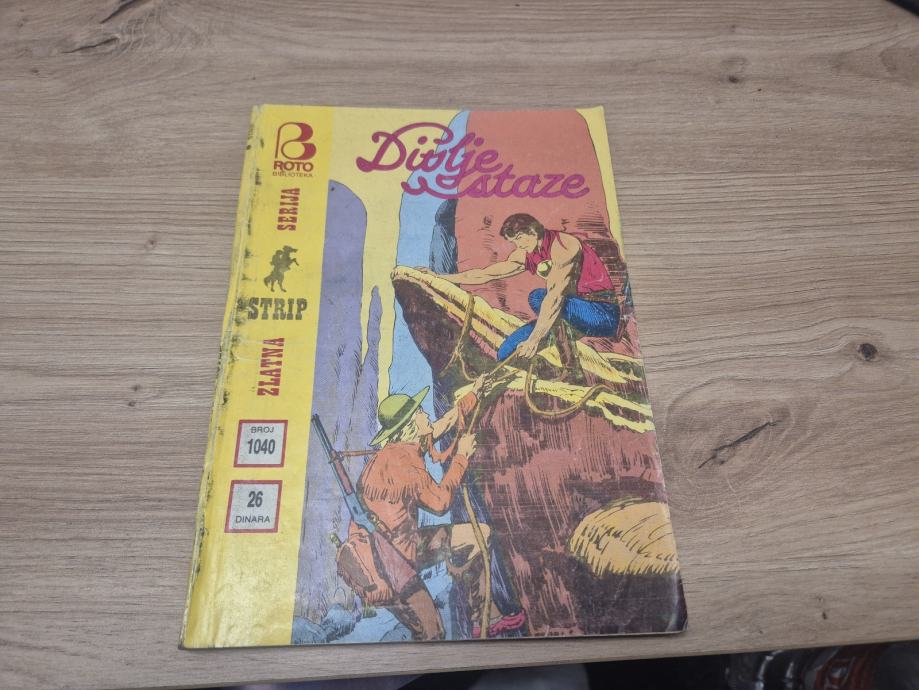 ROTO
BIBLIOTEKA
Divlje
staze
ZLATNA
STRIP
SERIJA
BROJ
1040
26
DINARA